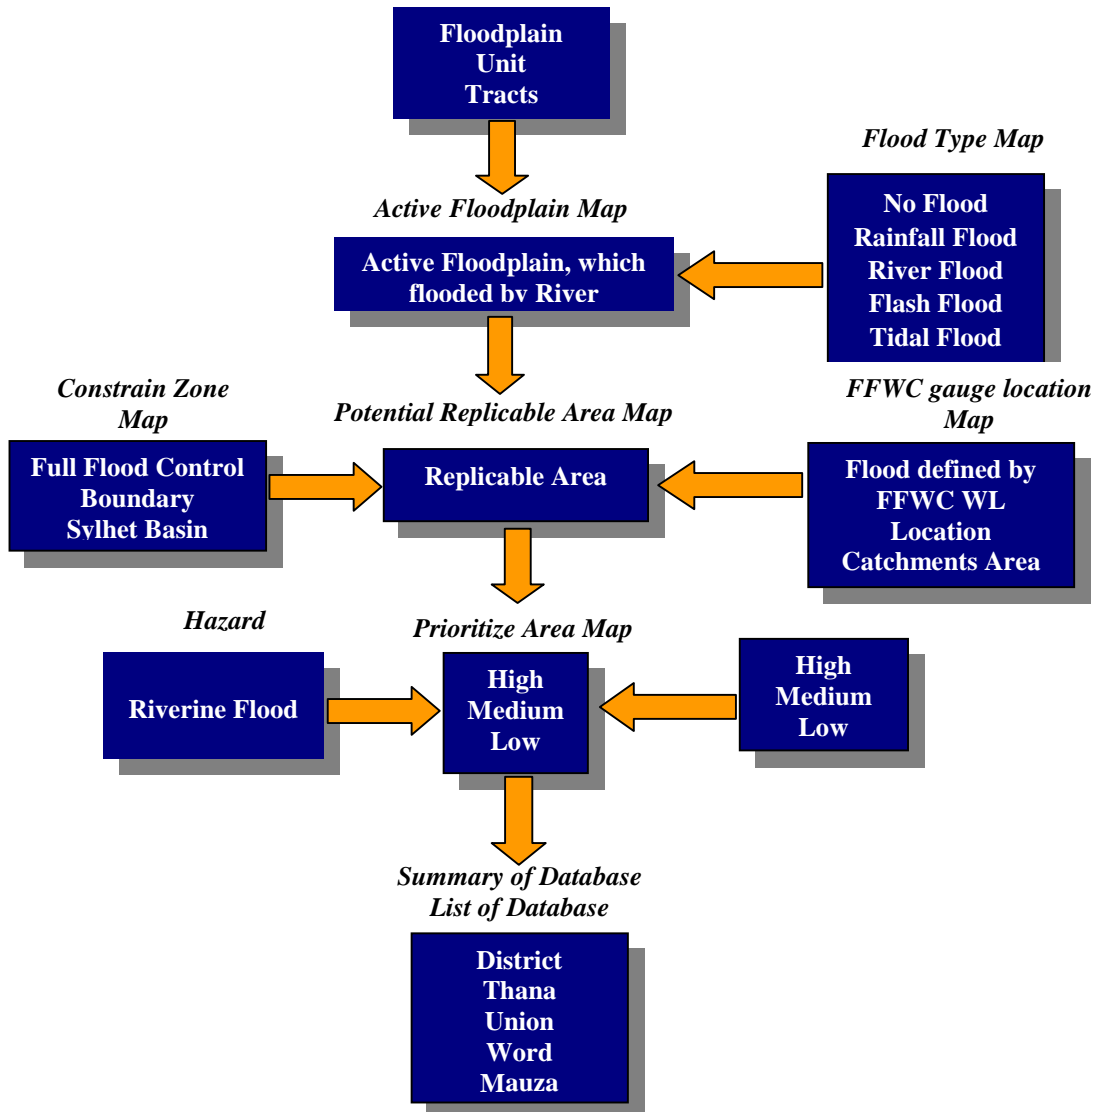 Floodplain
Unit
Tracts
Flood Type Map
No Flood
Rainfall Flood
River Flood
Flash Flood
Tidal Flood
Active Floodplain Map
Active Floodplain, which
flooded by River
Constrain Zone
Map
Full Flood Control
Boundary
Sylhet Basin
Potential Replicable Area Map
Replicable Area
FFWC gauge location
Map
Flood defined by
FFWC WL
Location
Catchments Area
Hazard
Riverine Flood
Prioritize Area Map
High
Medium
Low
High
Medium
Low
Summary of Database
List of Database
District
Thana
Union
Word
Mauza